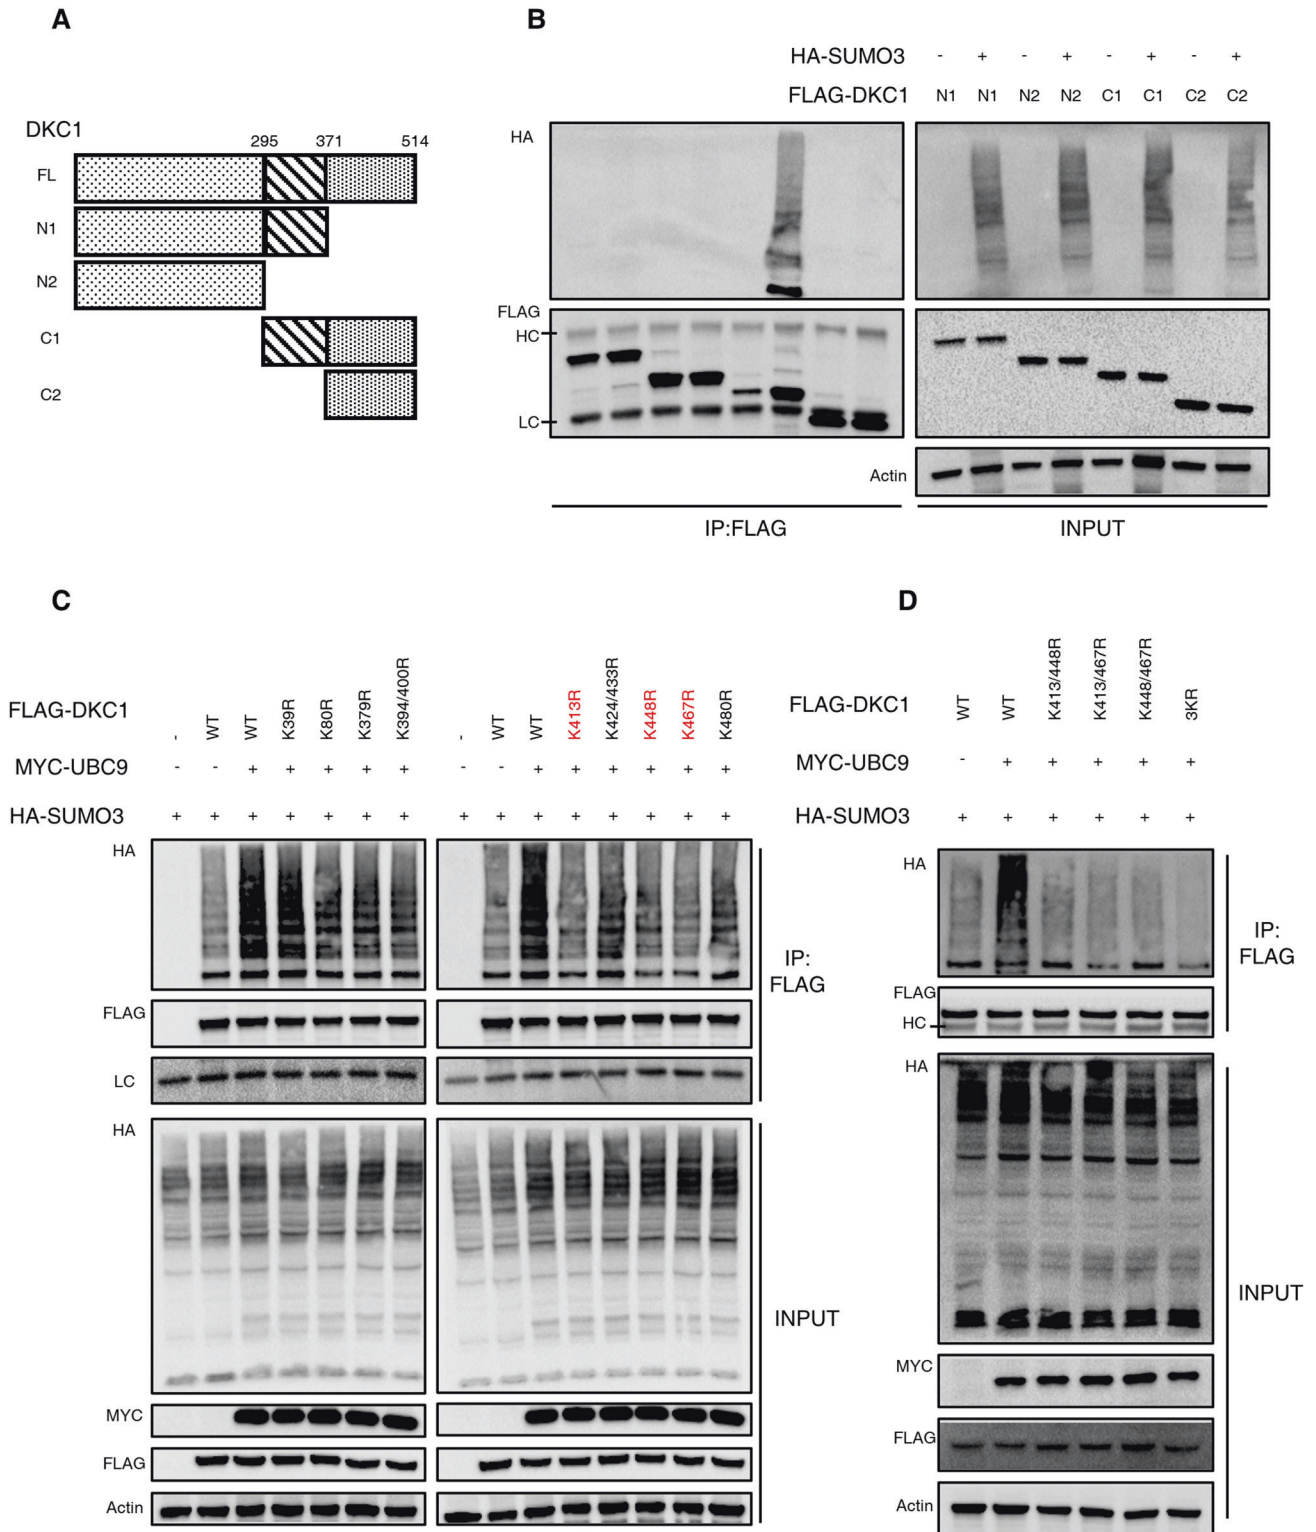 A
DKC1
295 371 514
FL
N1
N2
C1
C2
B
HA-SUMO3 - + - + - + - +
FLAG-DKC1 N1 N1 N2 N2 C1 C1 C2 C2
HA
FLAG
HC
LC
Actin
IP:FLAG INPUT
C
FLAG-DKC1 - WT WT K39R K80R K379R K394/400R - WT WT K413R K424/433R K448R K467R K480R
MYC-UBC9 - - + + + + + - - + + + + + +
HA-SUMO3 + + + + + + + + + + + + + + +
HA
IP:
FLAG
FLAG
LC
HA
INPUT
MYC
FLAG
Actin
D
FLAG-DKC1 WT WT K413/448R K413/467R K448/467R 3KR
MYC-UBC9 - + + + + +
HA-SUMO3 + + + + + +
HA
IP:
FLAG
FLAG
HC
HA
INPUT
MYC
FLAG
Actin